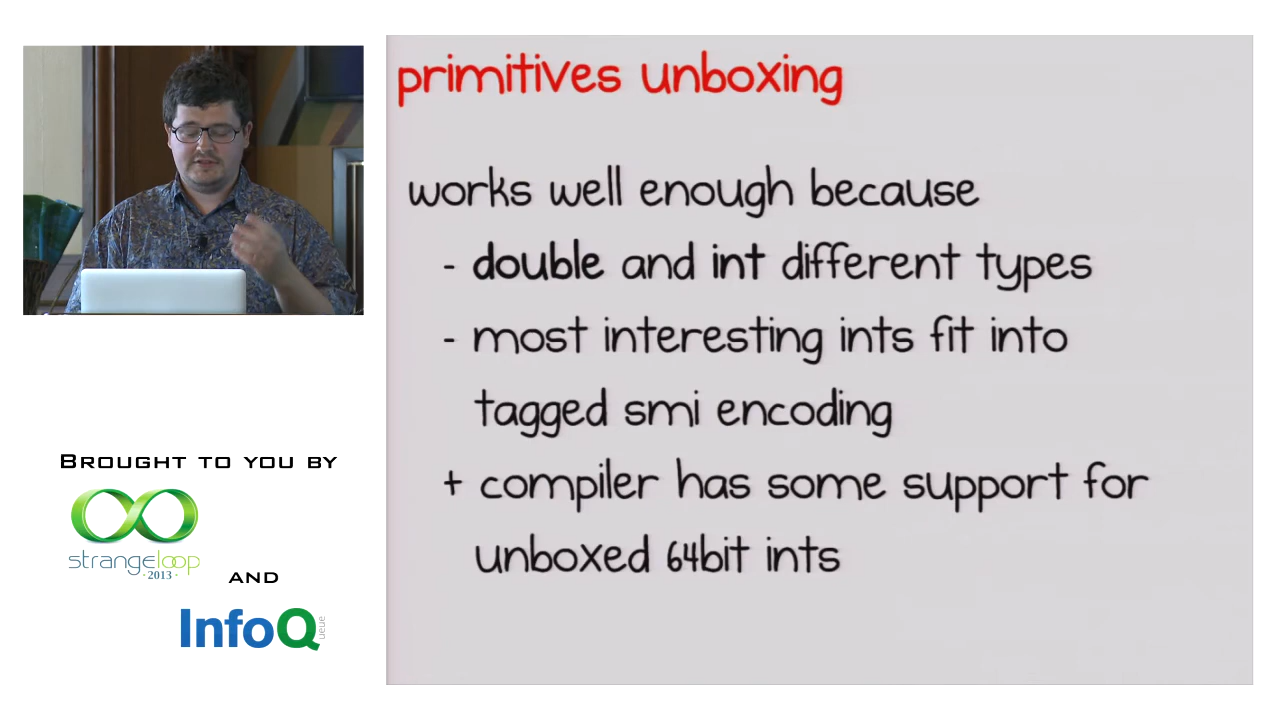 primitives unboxing
works well enough because
- double and int different types
- most interesting ints fit into
tagged smi encoding
+ compiler has some support for
unboxed 64bit ints
BROUGHT TO YOU BY
strangeloop
·2013·
AND
InfoQ
ueue